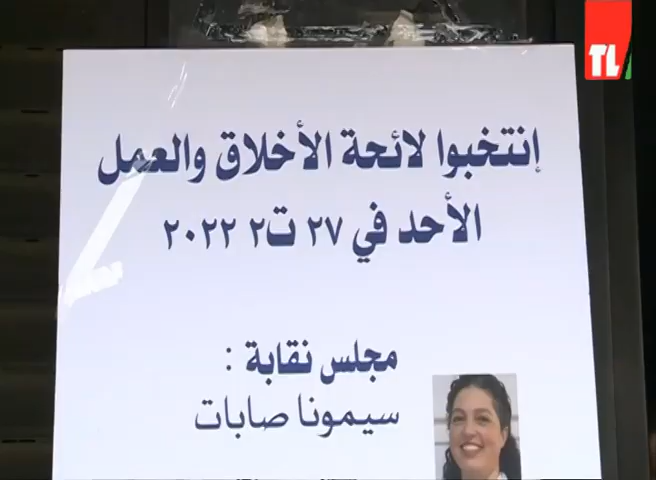 TL
إنتخبوا لائحة الأخلاق والعمل
الأحد في ٢٧ ت٢ ٢٠٢٢
مجلس نقابة :
سيمونا صابات